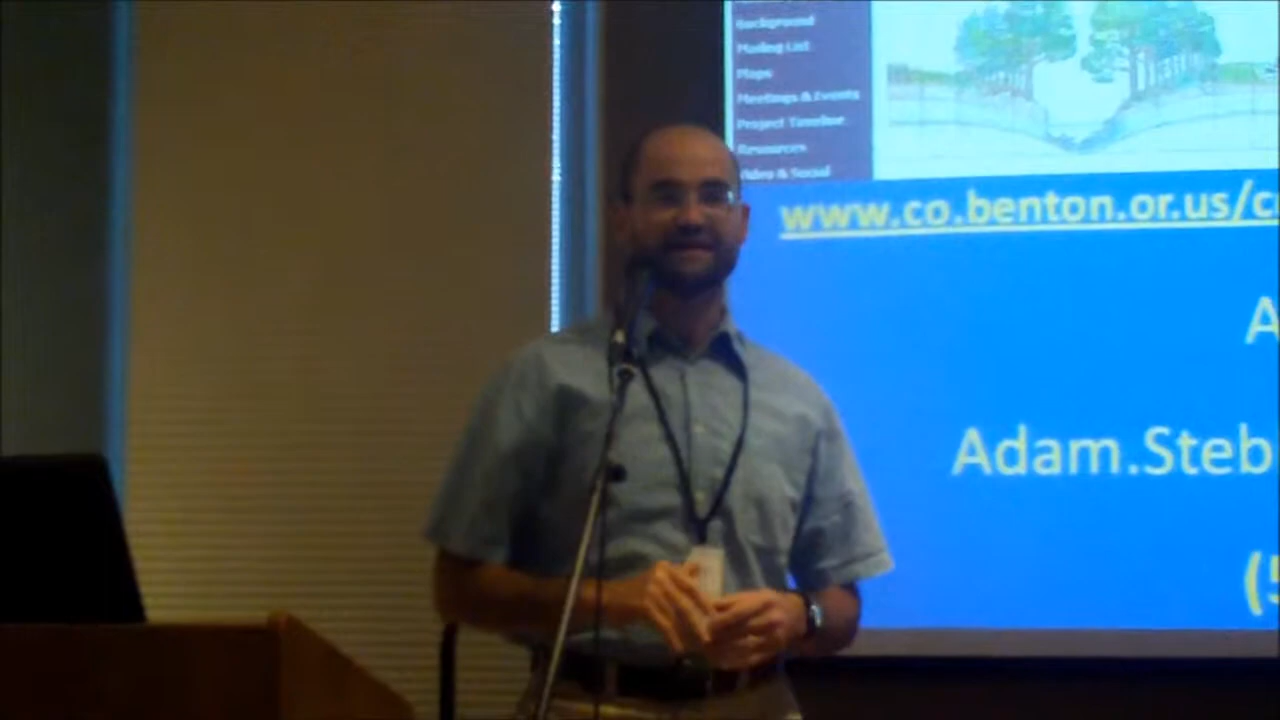 Background
Mailing List
Maps
Meetings & Events
Project Timeline
Resources
Video & Social
www.co.benton.or.us/c
A
Adam.Steb
(5